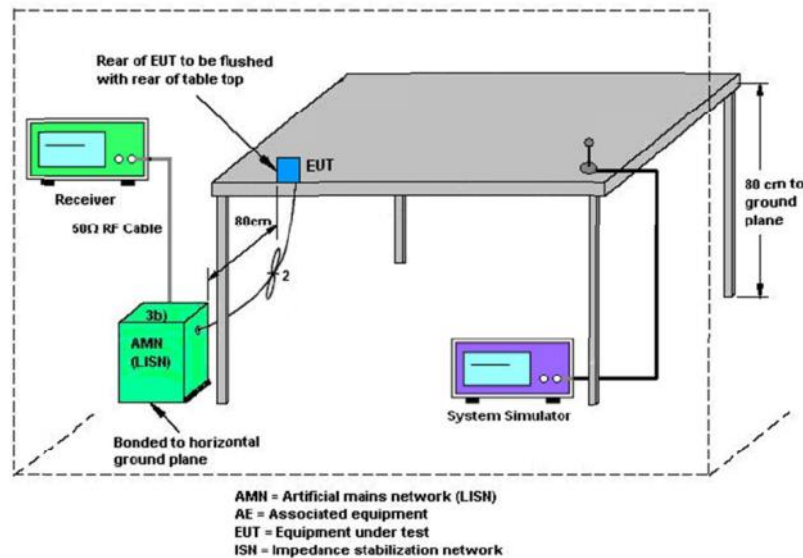 Rear of EUT to be flushed
with rear of table top
EUT
Receiver
50Ω RF Cable
80cm
80 cm to
ground
plane
2
3b)
AMN
(LISN)
System Simulator
Bonded to horizontal
ground plane
AMN = Artificial mains network (LISN)
AE = Associated equipment
EUT = Equipment under test
ISN = Impedance stabilization network